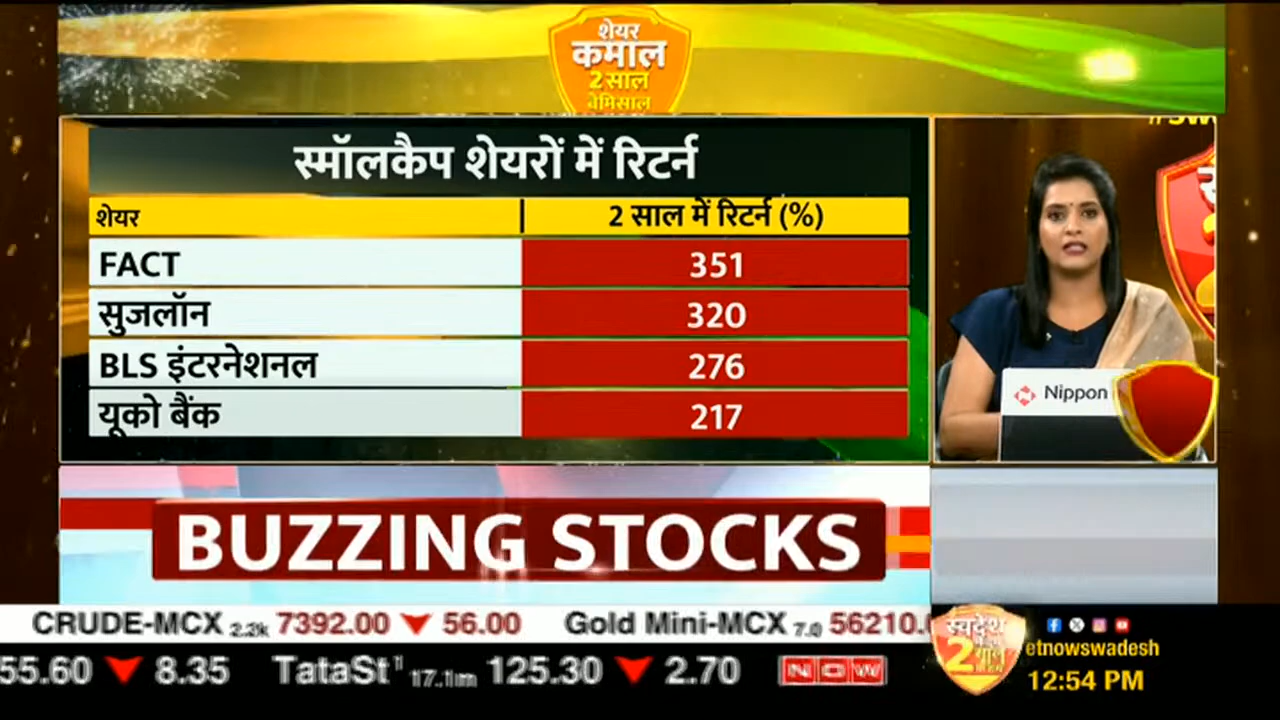 शेयर
कमाल
2 साल
बेमिसाल
स्मॉलकैप शेयरों में रिटर्न
शेयर 2 साल में रिटर्न (%)
FACT 351
सुजलॉन 320
BLS इंटरनेशनल 276
यूको बैंक 217
Nippon
BUZZING STOCKS
CRUDE-MCX 2.2k 7392.00 ▼ 56.00 Gold Mini-MCX 7.0 56210.
55.60 ▼ 8.35 TataSt 17.1m 125.30 ▼ 2.70 NOW
स्वदेश
2 साल
etnowswadesh
12:54 PM